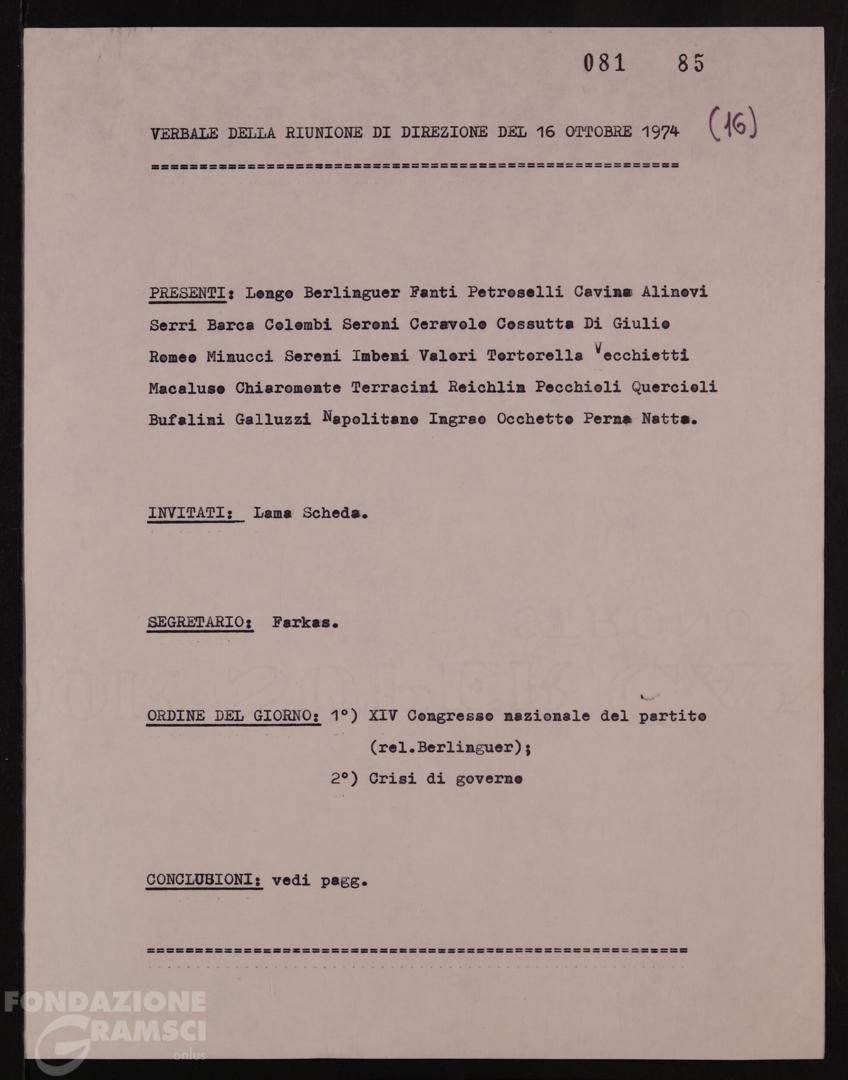 081 85
VERBALE DELLA RIUNIONE DI DIREZIONE DEL 16 OTTOBRE 1974 (16)
=======================================================
PRESENTI: Longo Berlinguer Fanti Petroselli Cavina Alinovi
Serri Barca Colombi Seroni Ceravolo Cossutta Di Giulio
Romeo Minucci Sereni Imbeni Valori Tortorella Vecchietti
Macaluso Chiaromonte Terracini Reichlin Pecchioli Quercioli
Bufalini Galluzzi Napolitano Ingrao Occhetto Perna Natta.
INVITATI: Lama Scheda.
SEGRETARIO: Farkas.
ORDINE DEL GIORNO: 1°) XIV Congresso nazionale del partito
(rel.Berlinguer);
2°) Crisi di governo
CONCLUSIONI: vedi pagg.
========================================================
FONDAZIONE
GRAMSCI
onlus